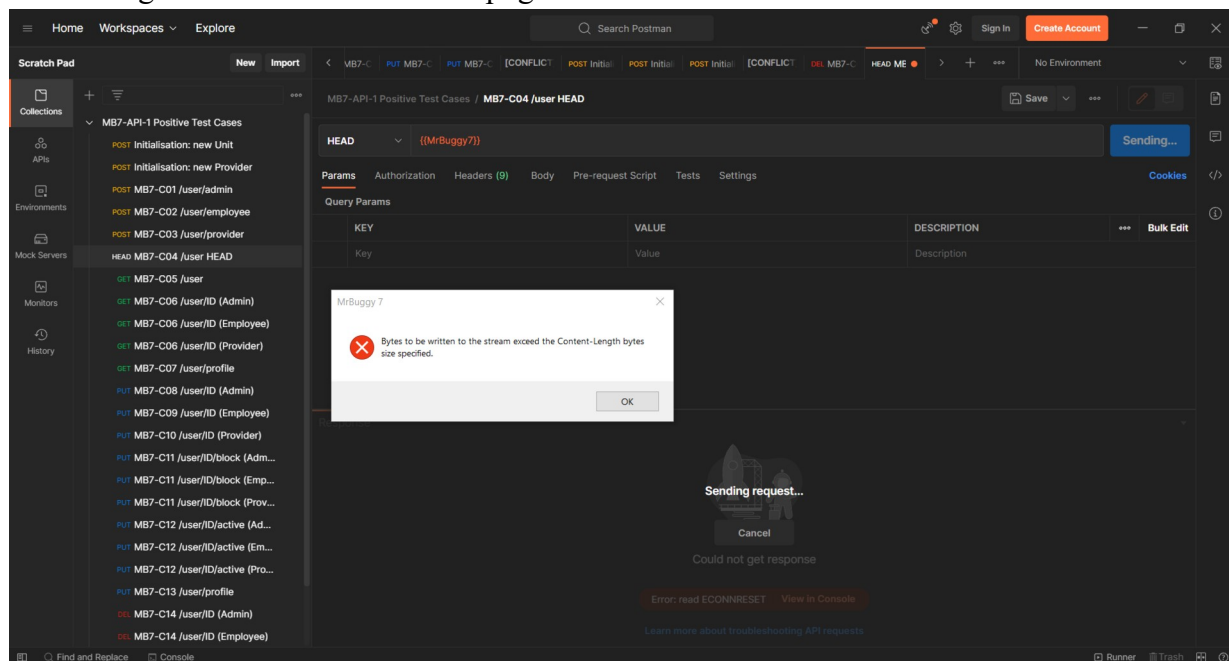 Home Workspaces Explore Search Postman Sign In Create Account
Scratch Pad New Import
MB7-C PUT MB7-C PUT MB7-C [CONFLICT POST Initial POST Initial POST Initial [CONFLICT DEL MB7-C HEAD ME No Environment
Collections
APIs
Environments
Mock Servers
Monitors
History
MB7-API-1 Positive Test Cases
POST Initialisation: new Unit
POST Initialisation: new Provider
POST MB7-C01 /user/admin
POST MB7-C02 /user/employee
POST MB7-C03 /user/provider
HEAD MB7-C04 /user HEAD
GET MB7-C05 /user
GET MB7-C06 /user/ID (Admin)
GET MB7-C06 /user/ID (Employee)
GET MB7-C06 /user/ID (Provider)
GET MB7-C07 /user/profile
PUT MB7-C08 /user/ID (Admin)
PUT MB7-C09 /user/ID (Employee)
PUT MB7-C10 /user/ID (Provider)
PUT MB7-C11 /user/ID/block (Adm...
PUT MB7-C11 /user/ID/block (Emp...
PUT MB7-C11 /user/ID/block (Prov...
PUT MB7-C12 /user/ID/active (Ad...
PUT MB7-C12 /user/ID/active (Em...
PUT MB7-C12 /user/ID/active (Pro...
PUT MB7-C13 /user/profile
DEL MB7-C14 /user/ID (Admin)
DEL MB7-C14 /user/ID (Employee)
MB7-API-1 Positive Test Cases / MB7-C04 /user HEAD Save
HEAD {{MrBuggy7}} Sending...
Params Authorization Headers (9) Body Pre-request Script Tests Settings Cookies
Query Params
KEY VALUE DESCRIPTION Bulk Edit
Key Value Description
MrBuggy 7
Bytes to be written to the stream exceed the Content-Length bytes
size specified.
OK
Response
Sending request...
Cancel
Could not get response
Error: read ECONNRESET View in Console
Learn more about troubleshooting API requests
Find and Replace Console Runner Trash